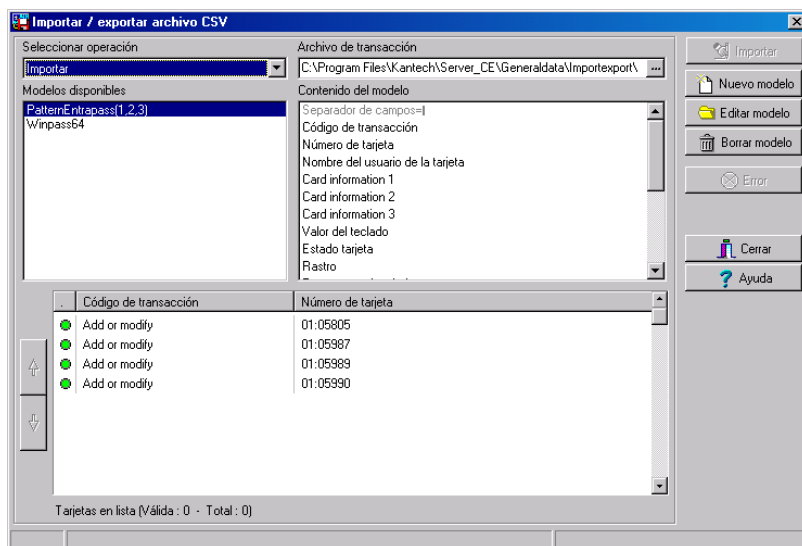 Importar / exportar archivo CSV
Seleccionar operación
Importar
Archivo de transacción
C:\Program Files\Kantech\Server_CE\Generaldata\Importexport\
...
Modelos disponibles
PatternEntrapass(1,2,3)
Winpass64
Contenido del modelo
Separador de campos=|
Código de transacción
Número de tarjeta
Nombre del usuario de la tarjeta
Card information 1
Card information 2
Card information 3
Valor del teclado
Estado tarjeta
Rastro
Importar
Nuevo modelo
Editar modelo
Borrar modelo
Error
Cerrar
Ayuda
. Código de transacción Número de tarjeta
Add or modify 01:05805
Add or modify 01:05987
Add or modify 01:05989
Add or modify 01:05990
Tarjetas en lista (Válida : 0 - Total : 0)